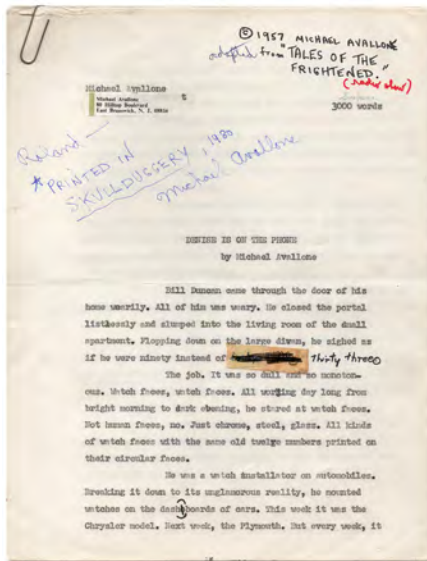 © 1957 MICHAEL AVALLONE
adapted from "TALES OF THE
FRIGHTENED."
(radio show)
Michael Avallone
Michael Avallone
80 Hilltop Boulevard
East Brunswick, N. J. 08816
3000 words
Roland —
* PRINTED IN
SKULLDUGGERY, 1980
Michael Avallone
DENISE IS ON THE PHONE
by Michael Avallone
Bill Duncan came through the door of his
home wearily. All of him was weary. He closed the portal
listlessly and slumped into the living room of the small
apartment. Flopping down on the large divan, he sighed as
if he were ninety instead of thirty three
The job. It was so dull and so monoton-
ous. Watch faces, watch faces. All working day long from
bright morning to dark evening, he stared at watch faces.
Not human faces, no. Just chrome, steel, glass. All kinds
of watch faces with the same old twelve numbers printed on
their circular faces.
He was a watch installator on automobiles.
Breaking it down to its unglamorous reality, he mounted
watches on the dashboards of cars. This week it was the
Chrysler model. Next week, the Plymouth. But every week, it